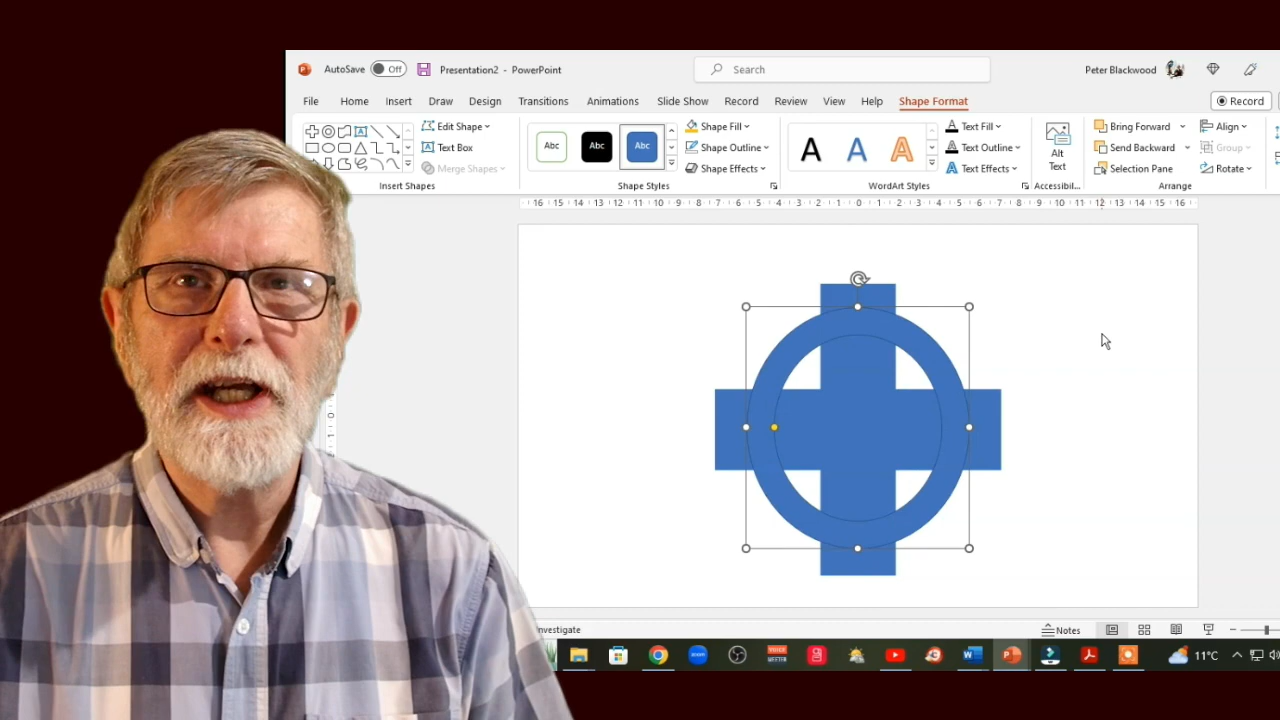 AutoSave Off Presentation2 - PowerPoint Search Peter Blackwood
File Home Insert Draw Design Transitions Animations Slide Show Record Review View Help Shape Format Record
Edit Shape Abc Abc Abc Shape Fill A A A Text Fill Bring Forward Align
Text Box Shape Outline Text Outline Alt Text Send Backward Group
Merge Shapes Shape Effects Text Effects Selection Pane Rotate
Insert Shapes Shape Styles WordArt Styles Accessibil... Arrange
16 15 14 13 12 11 10 9 8 7 6 5 4 3 2 1 0 1 2 3 4 5 6 7 8 9 10 11 12 13 14 15 16
1 0
Investigate Notes
zoom VOICE MEETER 11°C